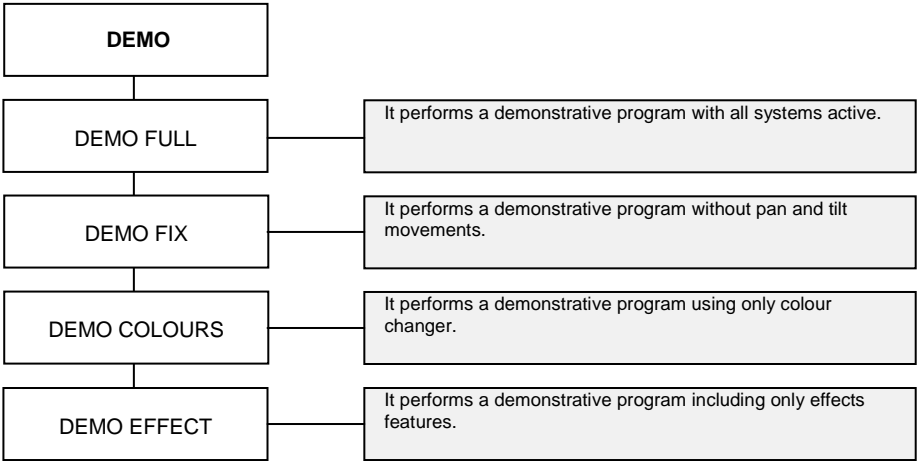 DEMO
DEMO FULL
It performs a demonstrative program with all systems active.
DEMO FIX
It performs a demonstrative program without pan and tilt
movements.
DEMO COLOURS
It performs a demonstrative program using only colour
changer.
DEMO EFFECT
It performs a demonstrative program including only effects
features.